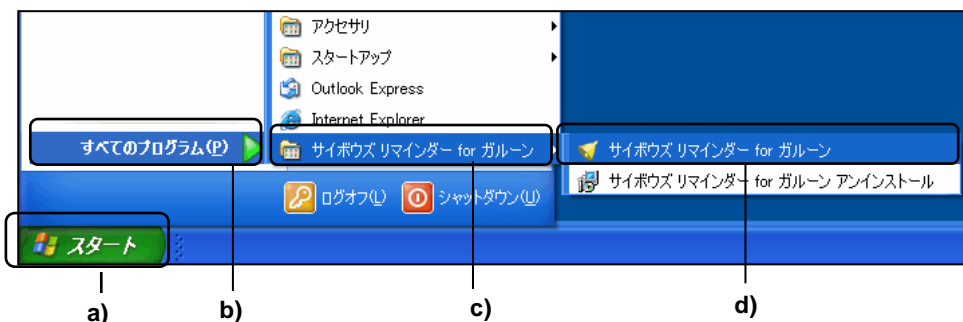 アクセサリ
スタートアップ
Outlook Express
Internet Explorer
すべてのプログラム(P)
サイボウズ リマインダー for ガルーン
サイボウズ リマインダー for ガルーン
サイボウズ リマインダー for ガルーン アンインストール
ログオフ(L)
シャットダウン(U)
スタート
a)
b)
c)
d)